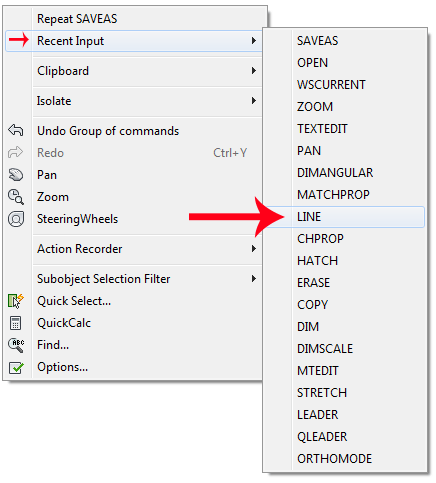 Repeat SAVEAS
Recent Input
Clipboard
Isolate
Undo Group of commands
Redo Ctrl+Y
Pan
Zoom
SteeringWheels
Action Recorder
Subobject Selection Filter
Quick Select...
QuickCalc
ABC
Find...
Options...
SAVEAS
OPEN
WSCURRENT
ZOOM
TEXTEDIT
PAN
DIMANGULAR
MATCHPROP
LINE
CHPROP
HATCH
ERASE
COPY
DIM
DIMSCALE
MTEDIT
STRETCH
LEADER
QLEADER
ORTHOMODE